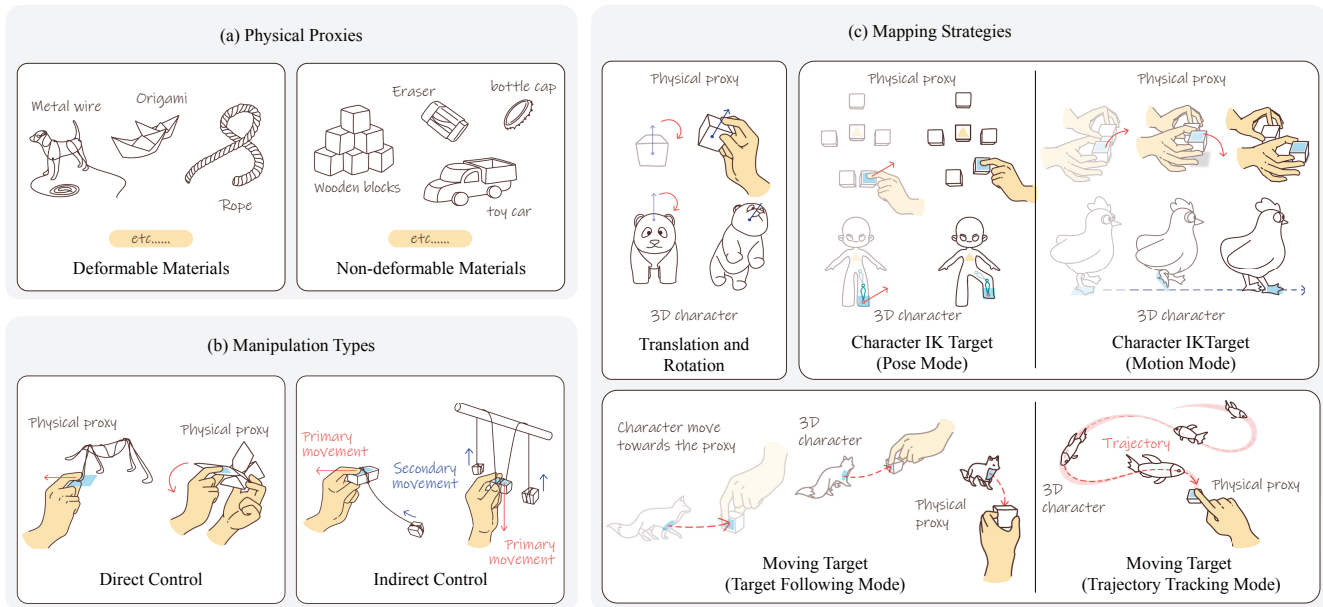 (a) Physical Proxies
Metal wire
Origami
Rope
etc......
Deformable Materials
Eraser
bottle cap
Wooden blocks
toy car
etc......
Non-deformable Materials
(b) Manipulation Types
Physical proxy
Physical proxy
Direct Control
Primary
movement
Secondary
movement
Primary
movement
Indirect Control
(c) Mapping Strategies
Physical proxy
3D character
Translation and
Rotation
Physical proxy
3D character
Character IK Target
(Pose Mode)
Physical proxy
3D character
Character IKTarget
(Motion Mode)
Character move
towards the proxy
3D
character
Physical
proxy
Moving Target
(Target Following Mode)
Trajectory
3D
character
Physical proxy
Moving Target
(Trajectory Tracking Mode)